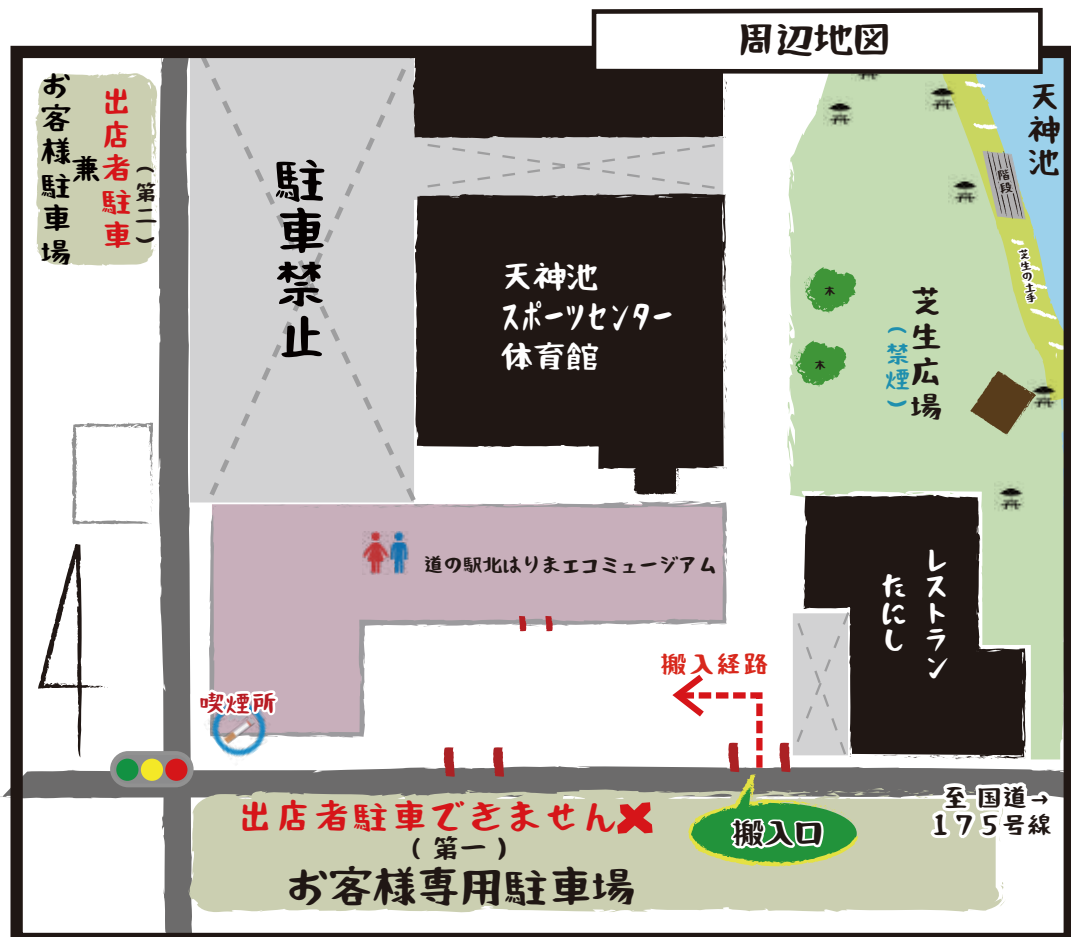 周辺地図
お客様駐車場
兼
出店者駐車
(第二)
駐車禁止
天神池
スポーツセンター
体育館
天神池
階段
芝生の土手
木
木
芝生広場
(禁煙)
道の駅北はりまエコミュージアム
レストラン
たにし
搬入経路
喫煙所
搬入口
至国道→
175号線
出店者駐車できません✖
(第一)
お客様専用駐車場